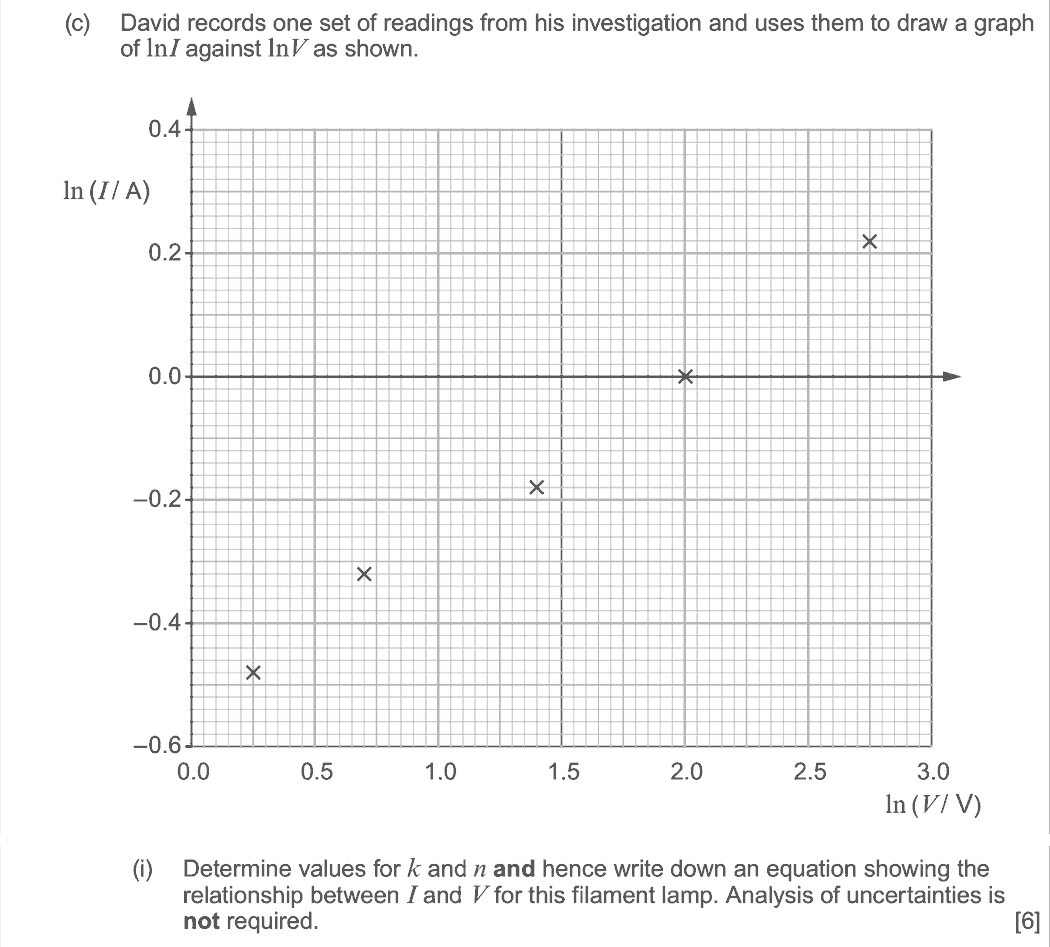 (c) David records one set of readings from his investigation and uses them to draw a graph
of lnI against lnV as shown.
0.4
ln (I / A)
0.2
0.0
–0.2
–0.4
–0.6
0.0 0.5 1.0 1.5 2.0 2.5 3.0
ln (V / V)
(i) Determine values for k and n and hence write down an equation showing the
relationship between I and V for this filament lamp. Analysis of uncertainties is
not required. [6]